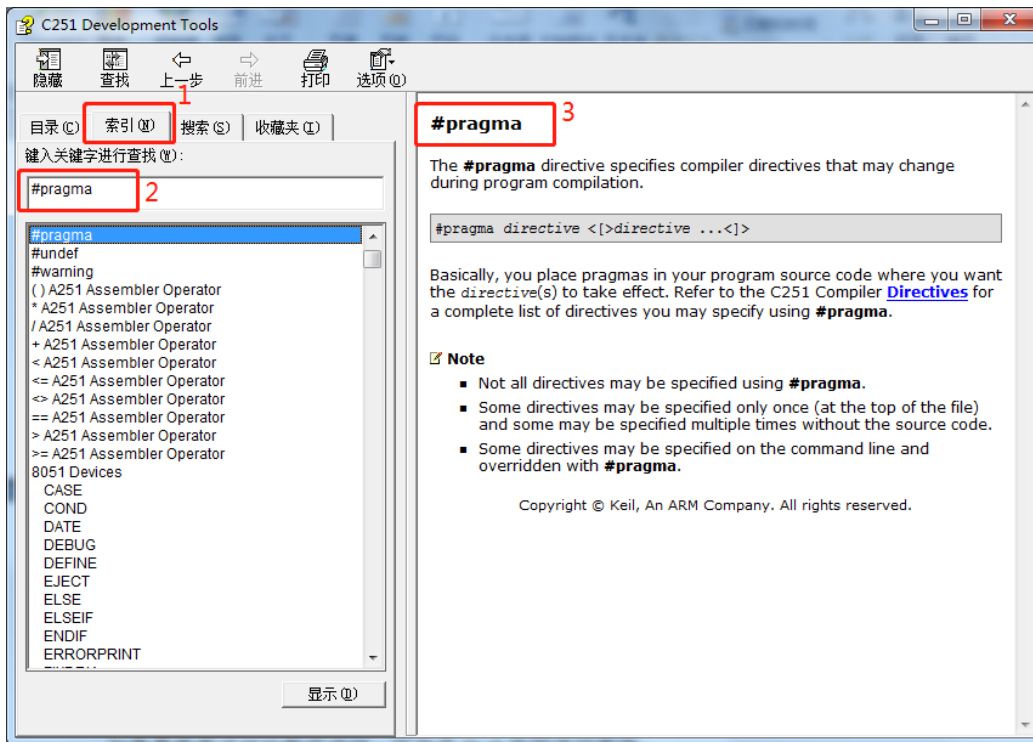 C251 Development Tools
隐藏 查找 上一步 前进 打印 选项(O)
1
目录(C) 索引(N) 搜索(S) 收藏夹(I)
键入关键字进行查找(W):
#pragma
2
#pragma
#undef
#warning
( ) A251 Assembler Operator
* A251 Assembler Operator
/ A251 Assembler Operator
+ A251 Assembler Operator
< A251 Assembler Operator
<= A251 Assembler Operator
<> A251 Assembler Operator
== A251 Assembler Operator
> A251 Assembler Operator
>= A251 Assembler Operator
8051 Devices
CASE
COND
DATE
DEBUG
DEFINE
EJECT
ELSE
ELSEIF
ENDIF
ERRORPRINT
显示(D)
#pragma
3
The #pragma directive specifies compiler directives that may change
during program compilation.
#pragma directive <[>directive ...<]>
Basically, you place pragmas in your program source code where you want
the directive(s) to take effect. Refer to the C251 Compiler Directives for
a complete list of directives you may specify using #pragma.
Note
Not all directives may be specified using #pragma.
Some directives may be specified only once (at the top of the file)
and some may be specified multiple times without the source code.
Some directives may be specified on the command line and
overridden with #pragma.
Copyright © Keil, An ARM Company. All rights reserved.